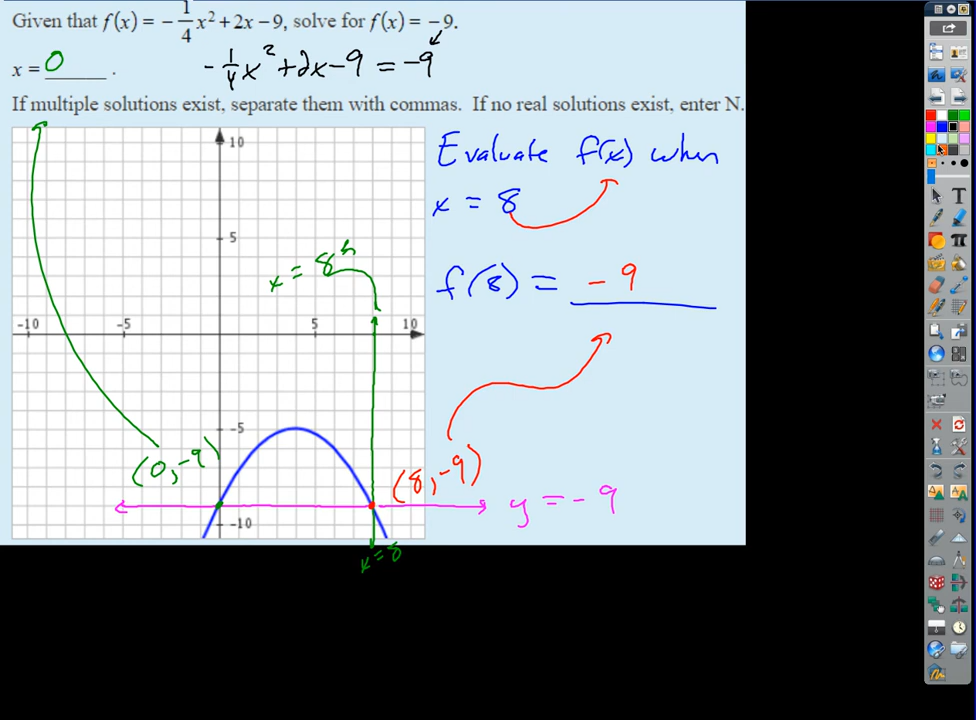 Given that f(x) = −1/4x² + 2x − 9, solve for f(x) = −9.
x = 0 .
-1/4x² + 2x - 9 = -9
If multiple solutions exist, separate them with commas. If no real solutions exist, enter N.
Evaluate f(x) when
x = 8
f(8) = -9
x = 8
10
5
-10
-5
5
10
-5
(0,-9)
(8,-9)
y = -9
-10
x = 8
T
π